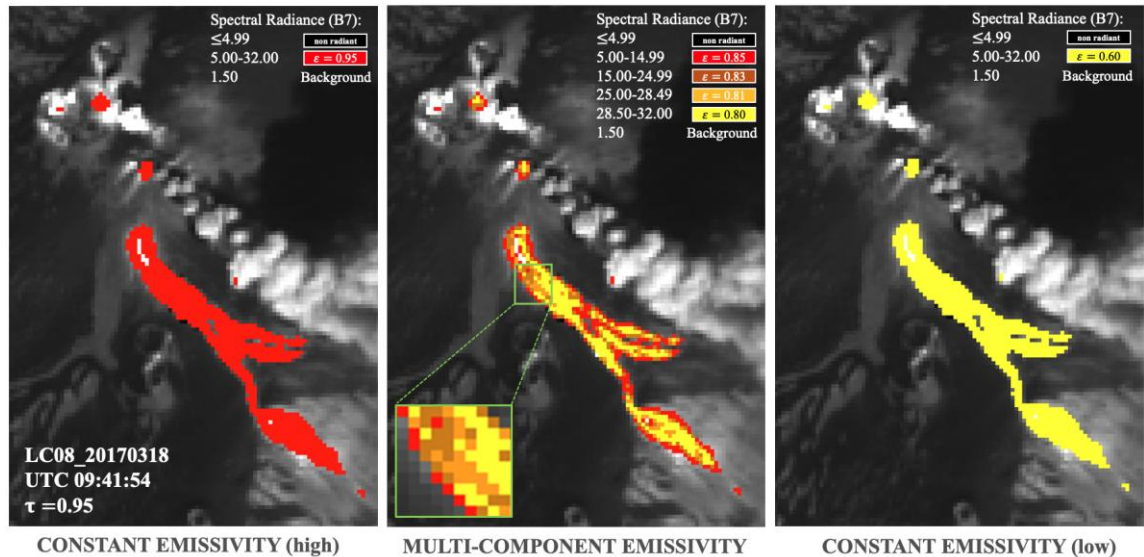 Spectral Radiance (B7):
≤4.99 non radiant
5.00-32.00 ε = 0.95
1.50 Background
LC08_20170318
UTC 09:41:54
τ =0.95
CONSTANT EMISSIVITY (high)
Spectral Radiance (B7):
≤4.99 non radiant
5.00-14.99 ε = 0.85
15.00-24.99 ε = 0.83
25.00-28.49 ε = 0.81
28.50-32.00 ε = 0.80
1.50 Background
MULTI-COMPONENT EMISSIVITY
Spectral Radiance (B7):
≤4.99 non radiant
5.00-32.00 ε = 0.60
1.50 Background
CONSTANT EMISSIVITY (low)